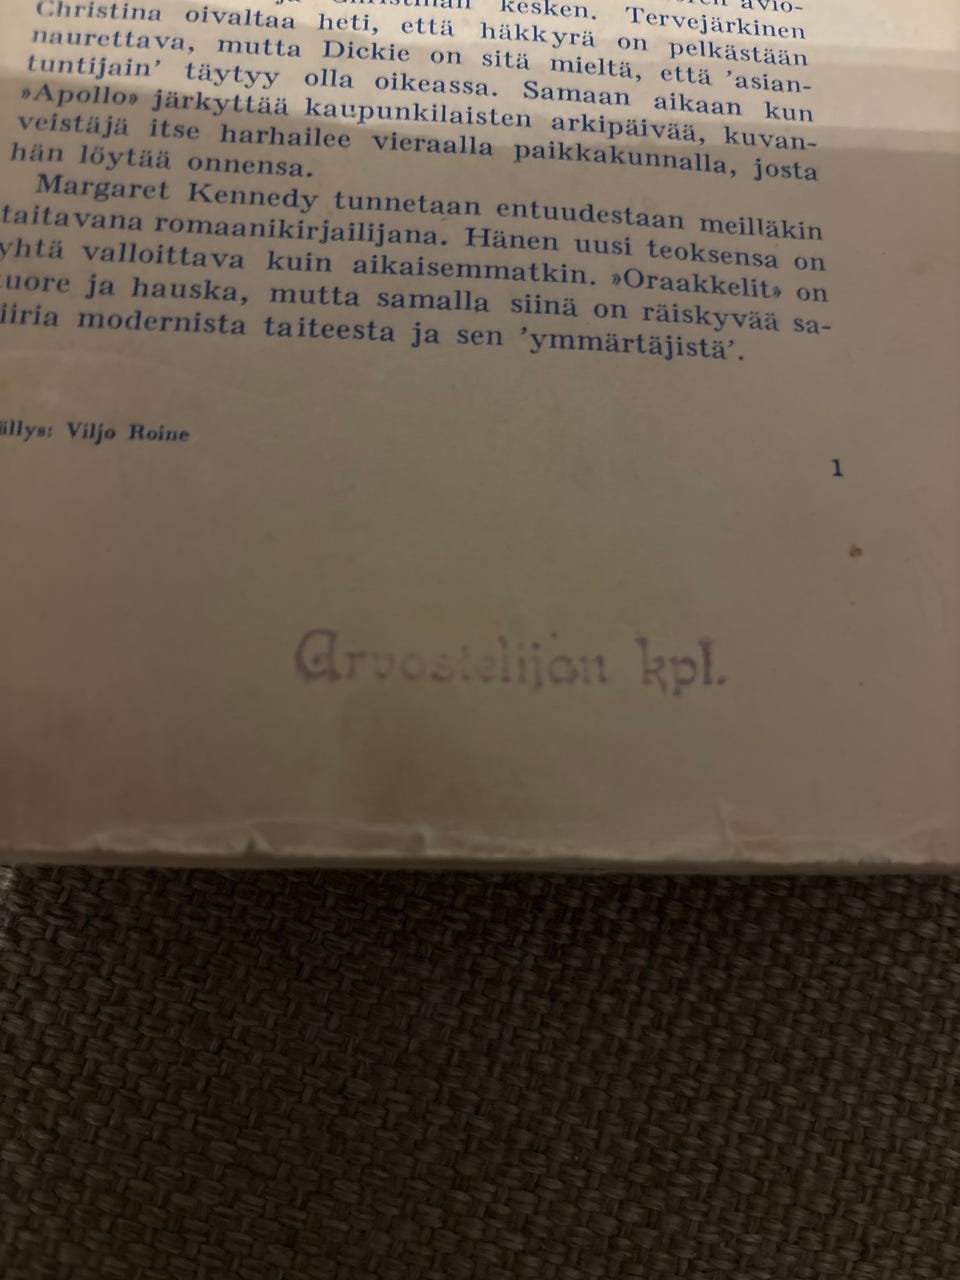 kesken. Tervejärkinen
Christina oivaltaa heti, että häkkyrä on pelkästään
naurettava, mutta Dickie on sitä mieltä, että 'asian-
tuntijain' täytyy olla oikeassa. Samaan aikaan kun
»Apollo» järkyttää kaupunkilaisten arkipäivää, kuvan-
veistäjä itse harhailee vieraalla paikkakunnalla, josta
hän löytää onnensa.
Margaret Kennedy tunnetaan entuudestaan meilläkin
taitavana romaanikirjailijana. Hänen uusi teoksensa on
yhtä valloittava kuin aikaisemmatkin. »Oraakkelit» on
uore ja hauska, mutta samalla siinä on räiskyvää sa-
iiria modernista taiteesta ja sen 'ymmärtäjistä'.
ällys: Viljo Roine
1
Arvostelijan kpl.